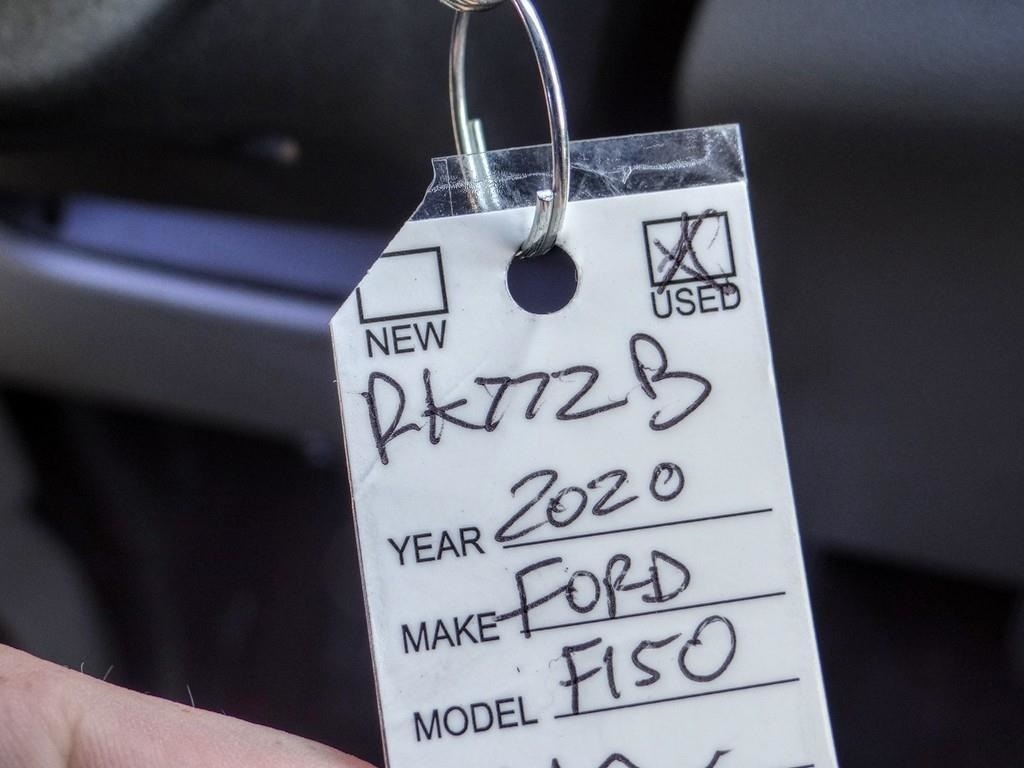 NEW USED
RK772B
YEAR 2020
MAKE FORD
MODEL F150